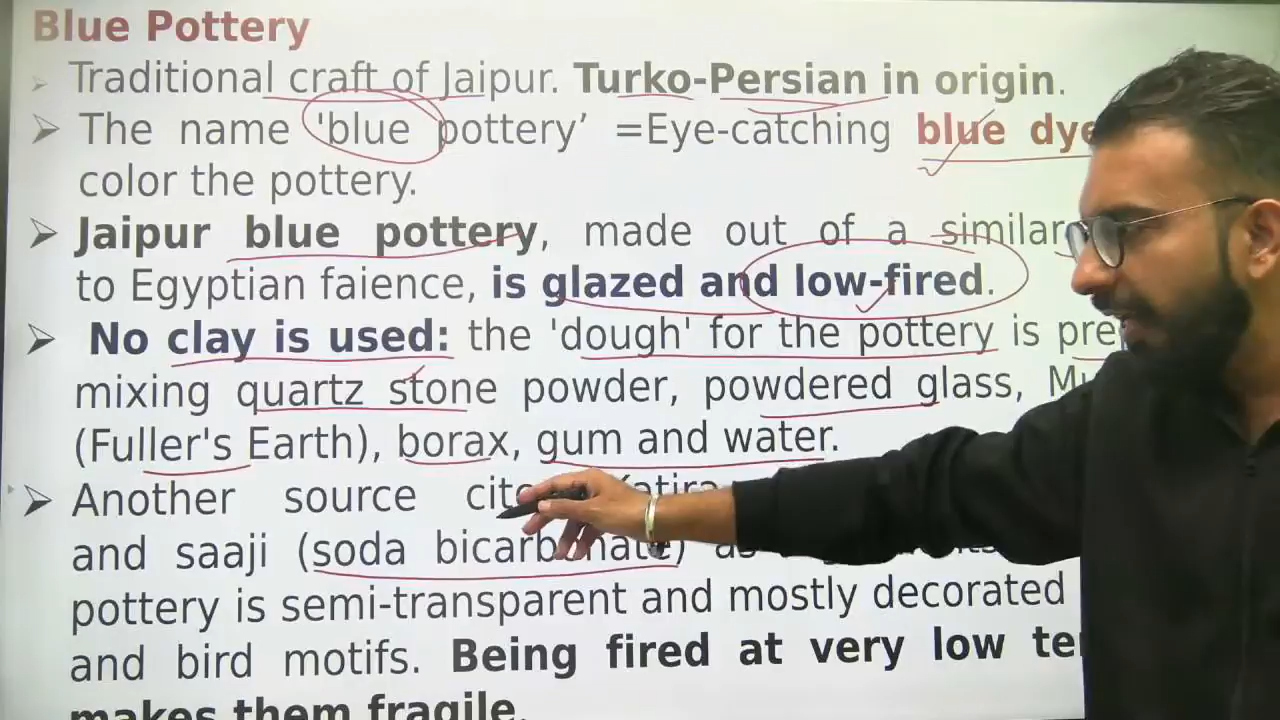 Blue Pottery
Traditional craft of Jaipur. Turko-Persian in origin.
The name 'blue pottery’ =Eye-catching blue dye
color the pottery.
Jaipur blue pottery, made out of a similar
to Egyptian faience, is glazed and low-fired.
No clay is used: the 'dough' for the pottery is
mixing quartz stone powder, powdered glass,
(Fuller's Earth), borax, gum and water.
Another source
and saaji (soda bicarbonate)
pottery is semi-transparent and mostly decorated
and bird motifs. Being fired at very low
makes them fragile.